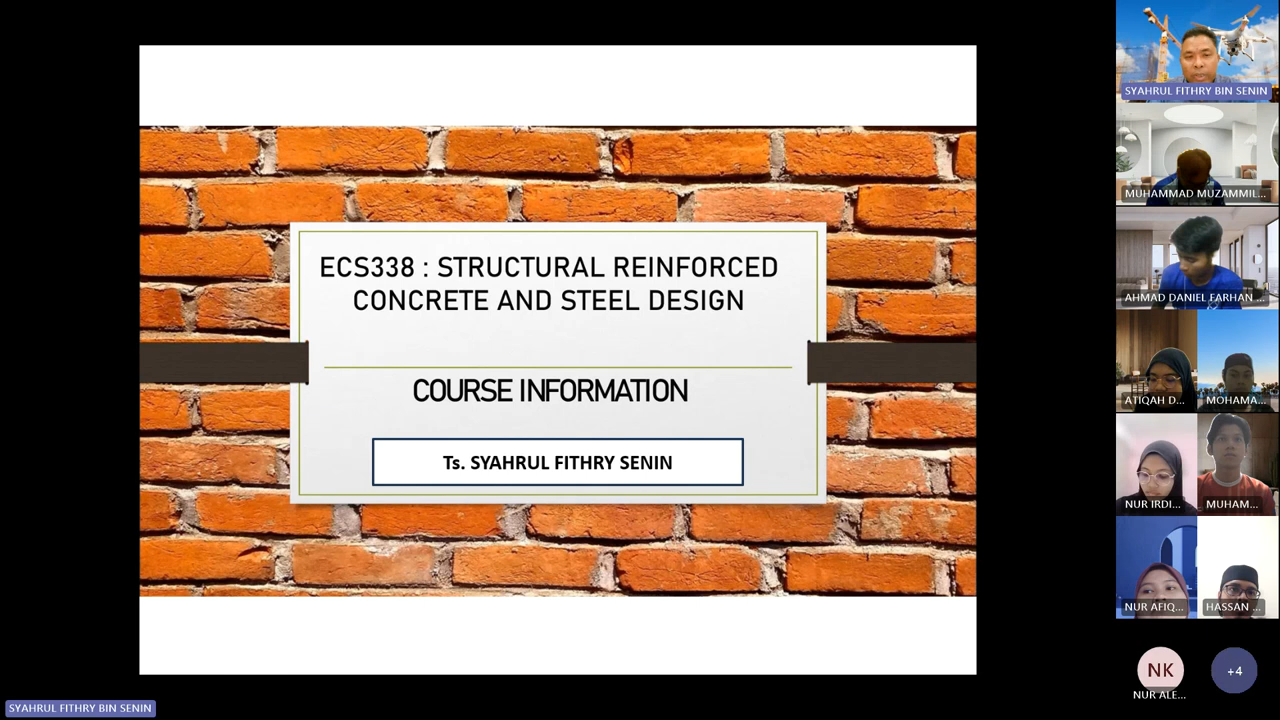 ECS338 : STRUCTURAL REINFORCED
CONCRETE AND STEEL DESIGN
COURSE INFORMATION
Ts. SYAHRUL FITHRY SENIN
SYAHRUL FITHRY BIN SENIN
MUHAMMAD MUZAMMIL...
AHMAD DANIEL FARHAN ...
ATIQAH D...
MOHAMA...
NUR IRDI...
MUHAM...
NUR AFIQ...
HASSAN ...
NK
+4
NUR ALE...
SYAHRUL FITHRY BIN SENIN